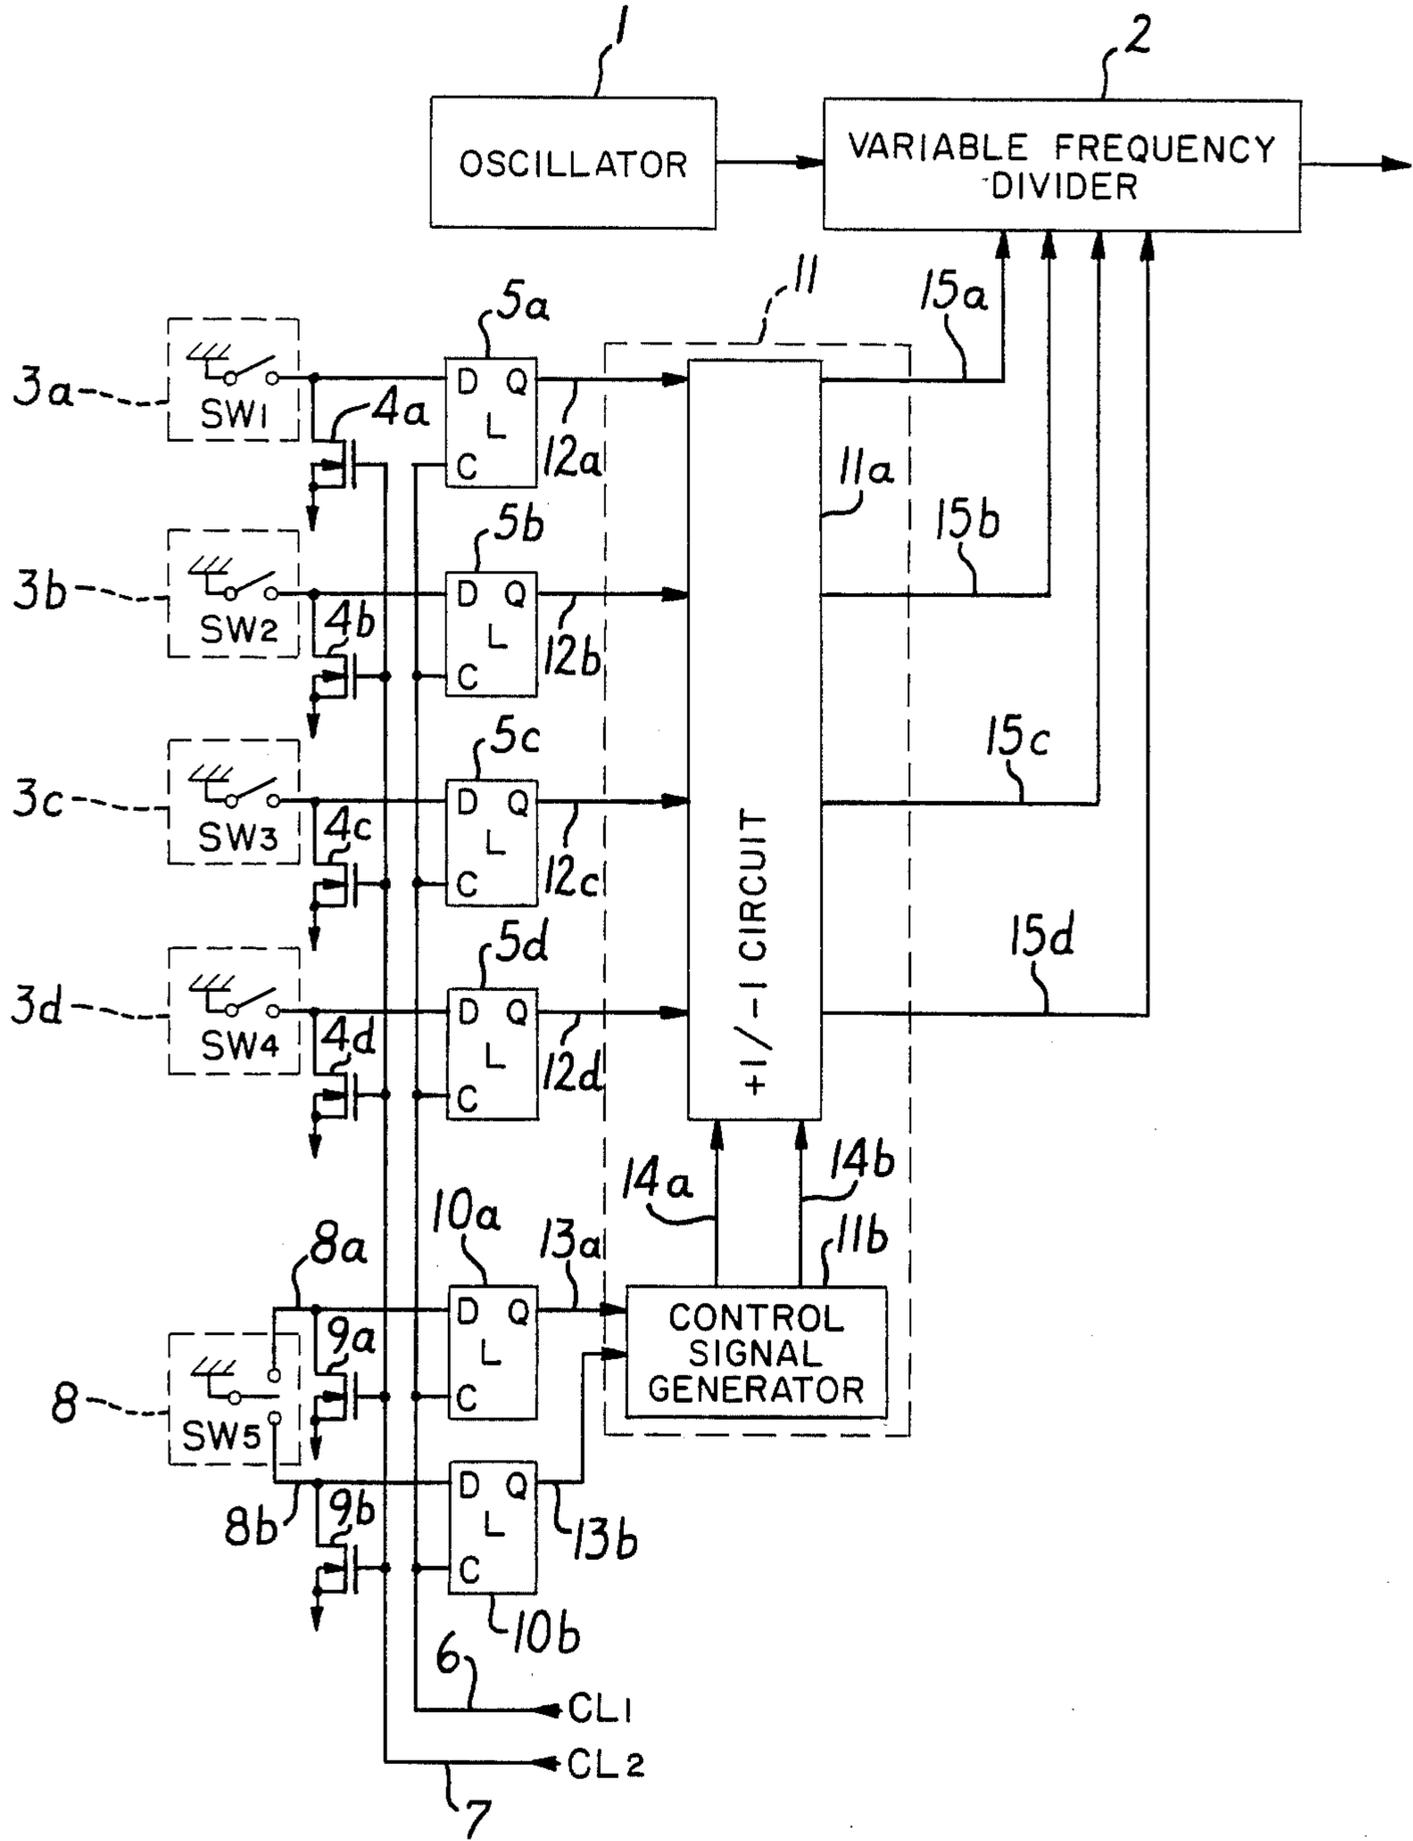 1
2
OSCILLATOR
VARIABLE FREQUENCY
DIVIDER
11
15a
5a
3a
SW1
4a
D Q
L
C
12a
11a
5b
15b
3b
SW2
4b
D Q
L
C
12b
5c
15c
3c
SW3
4c
D Q
L
C
12c
+1/-1 CIRCUIT
5d
15d
3d
SW4
4d
D Q
L
C
12d
14a
14b
10a
13a
11b
8a
9a
D Q
L
C
CONTROL
SIGNAL
GENERATOR
8
SW5
8b
9b
D Q
L
C
13b
10b
6
CL1
CL2
7